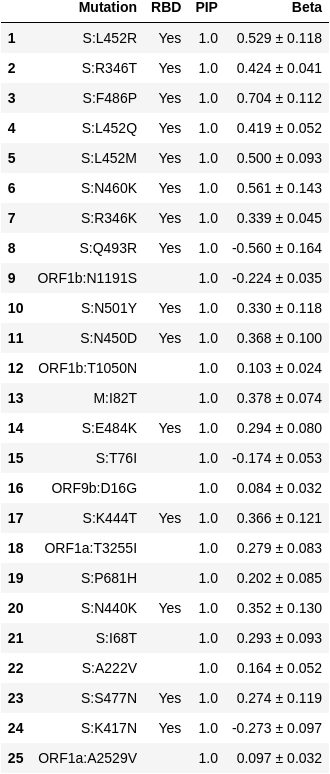 Mutation RBD PIP Beta
1 S:L452R Yes 1.0 0.529 ± 0.118
2 S:R346T Yes 1.0 0.424 ± 0.041
3 S:F486P Yes 1.0 0.704 ± 0.112
4 S:L452Q Yes 1.0 0.419 ± 0.052
5 S:L452M Yes 1.0 0.500 ± 0.093
6 S:N460K Yes 1.0 0.561 ± 0.143
7 S:R346K Yes 1.0 0.339 ± 0.045
8 S:Q493R Yes 1.0 -0.560 ± 0.164
9 ORF1b:N1191S 1.0 -0.224 ± 0.035
10 S:N501Y Yes 1.0 0.330 ± 0.118
11 S:N450D Yes 1.0 0.368 ± 0.100
12 ORF1b:T1050N 1.0 0.103 ± 0.024
13 M:I82T 1.0 0.378 ± 0.074
14 S:E484K Yes 1.0 0.294 ± 0.080
15 S:T76I 1.0 -0.174 ± 0.053
16 ORF9b:D16G 1.0 0.084 ± 0.032
17 S:K444T Yes 1.0 0.366 ± 0.121
18 ORF1a:T3255I 1.0 0.279 ± 0.083
19 S:P681H 1.0 0.202 ± 0.085
20 S:N440K Yes 1.0 0.352 ± 0.130
21 S:I68T 1.0 0.293 ± 0.093
22 S:A222V 1.0 0.164 ± 0.052
23 S:S477N Yes 1.0 0.274 ± 0.119
24 S:K417N Yes 1.0 -0.273 ± 0.097
25 ORF1a:A2529V 1.0 0.097 ± 0.032